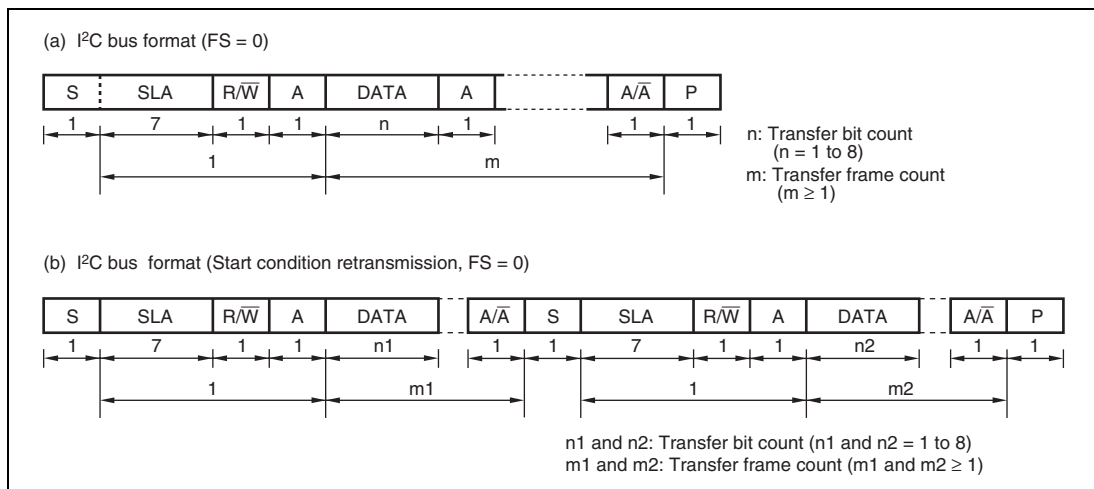 (a) I²C bus format (FS = 0)
S SLA R/W̅ A DATA A A/A̅ P
1 7 1 1 n 1 1 1
1 m
n: Transfer bit count
(n = 1 to 8)
m: Transfer frame count
(m ≥ 1)
(b) I²C bus format (Start condition retransmission, FS = 0)
S SLA R/W̅ A DATA A/A̅ S SLA R/W̅ A DATA A/A̅ P
1 7 1 1 n1 1 1 7 1 1 n2 1 1
1 m1 1 m2
n1 and n2: Transfer bit count (n1 and n2 = 1 to 8)
m1 and m2: Transfer frame count (m1 and m2 ≥ 1)